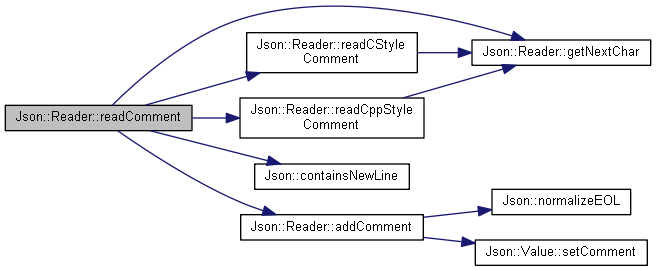 Json::Reader::readComment
Json::Reader::readCStyle
Comment
Json::Reader::getNextChar
Json::Reader::readCppStyle
Comment
Json::containsNewLine
Json::Reader::addComment
Json::normalizeEOL
Json::Value::setComment